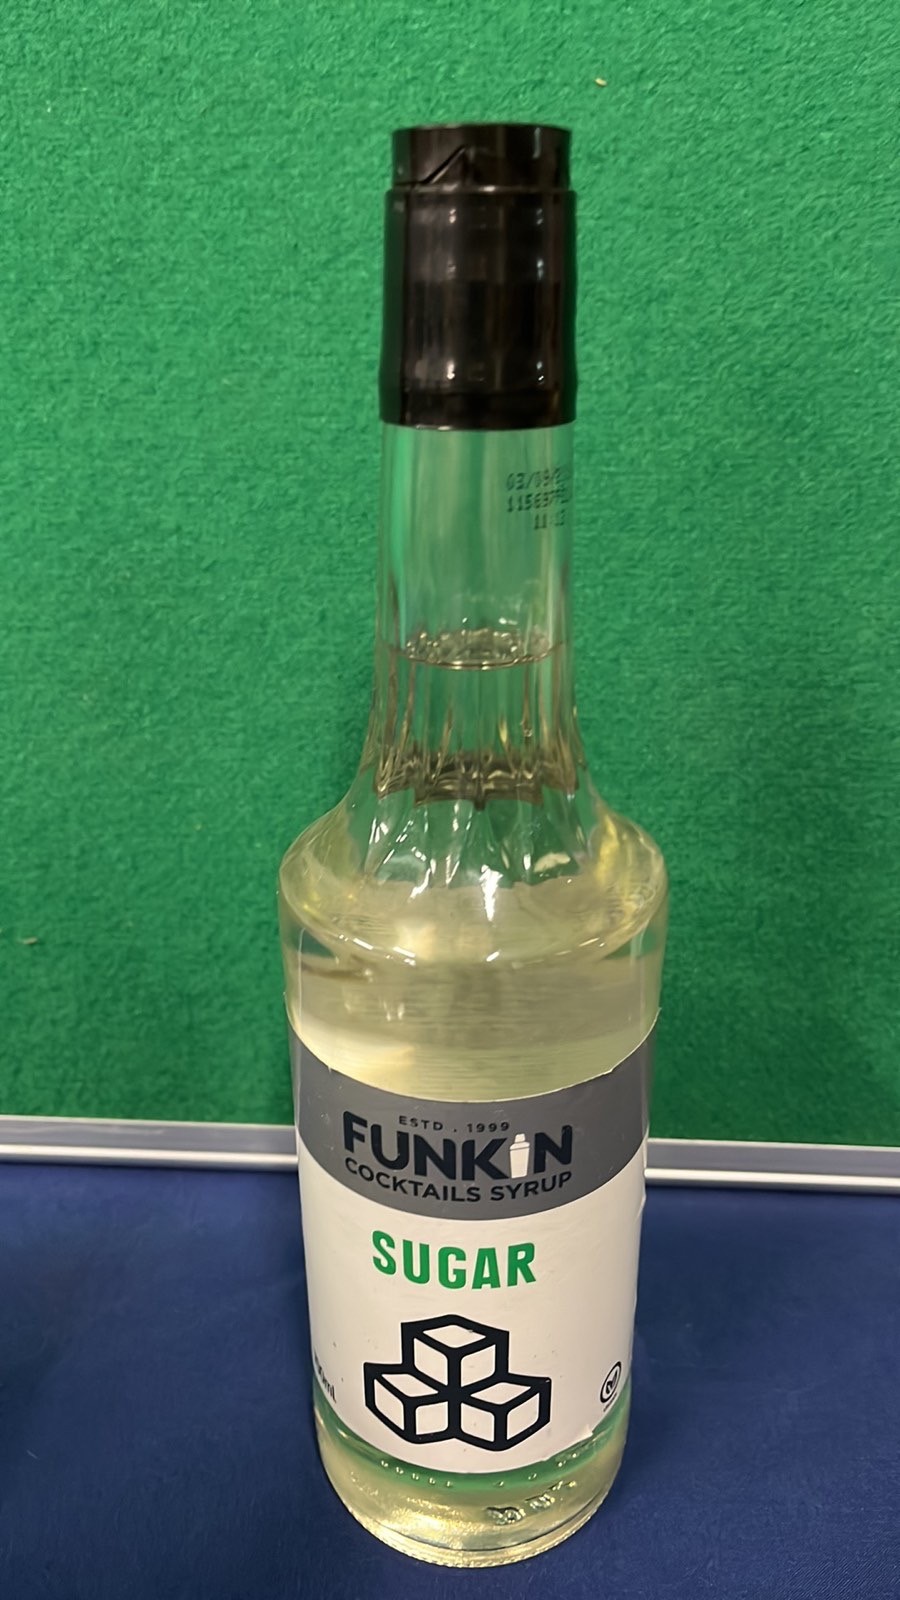 ESTD . 1999
FUNKIN
COCKTAILS SYRUP
SUGAR